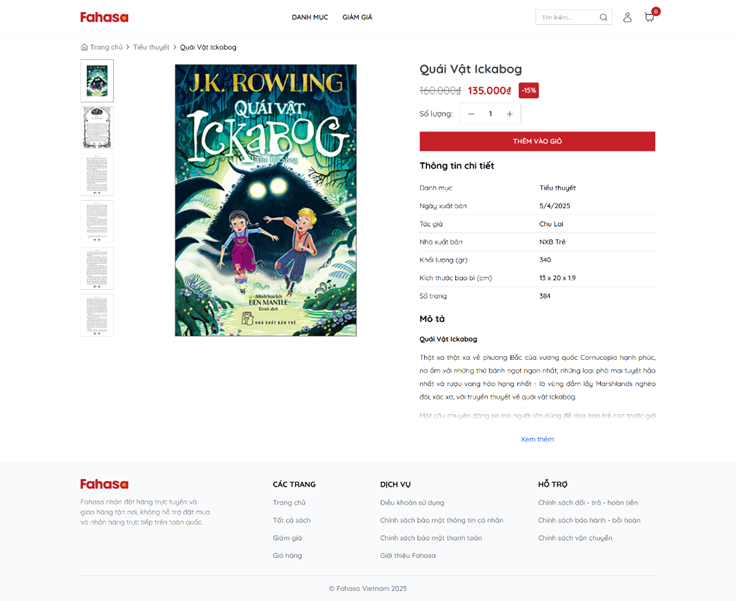 Fahasa
DANH MỤC
GIẢM GIÁ
Tìm kiếm...
0
Trang chủ > Tiểu thuyết > Quái Vật Ickabog
J.K. ROWLING
QUÁI VẬT
ICKABOG
The Ickabog
Minh họa bởi
BEN MANTLE
NHÀ XUẤT BẢN TRẺ
Quái Vật Ickabog
160.000₫ 135.000₫ -15%
Số lượng: − 1 +
THÊM VÀO GIỎ
Thông tin chi tiết
Danh mục Tiểu thuyết
Ngày xuất bản 5/4/2025
Tác giả Chu Lai
Nhà xuất bản NXB Trẻ
Khối lượng (gr) 340
Kích thước bao bì (cm) 13 x 20 x 1.9
Số trang 384
Mô tả
Quái Vật Ickabog
Thật xa thật xa về phương Bắc của vương quốc Cornucopia hạnh phúc,
no ấm với những thứ bánh ngọt ngon nhất, những loại phô mai tuyệt hảo
nhất và rượu vang hảo hạng nhất - là vùng đầm lầy Marshlands nghèo
đói, xác xơ, với truyền thuyết về quái vật Ickabog.
Một câu chuyện đáng sợ mà người lớn dùng để dọa bọn trẻ con trước giờ
Xem thêm
Fahasa
Fahasa nhận đặt hàng trực tuyến và
giao hàng tận nơi, không hỗ trợ đặt mua
và nhận hàng trực tiếp trên toàn quốc.
CÁC TRANG
Trang chủ
Tất cả sách
Giảm giá
Giỏ hàng
DỊCH VỤ
Điều khoản sử dụng
Chính sách bảo mật thông tin cá nhân
Chính sách bảo mật thanh toán
Giới thiệu Fahasa
HỖ TRỢ
Chính sách đổi - trả - hoàn tiền
Chính sách bảo hành - bồi hoàn
Chính sách vận chuyển
© Fahasa Vietnam 2025